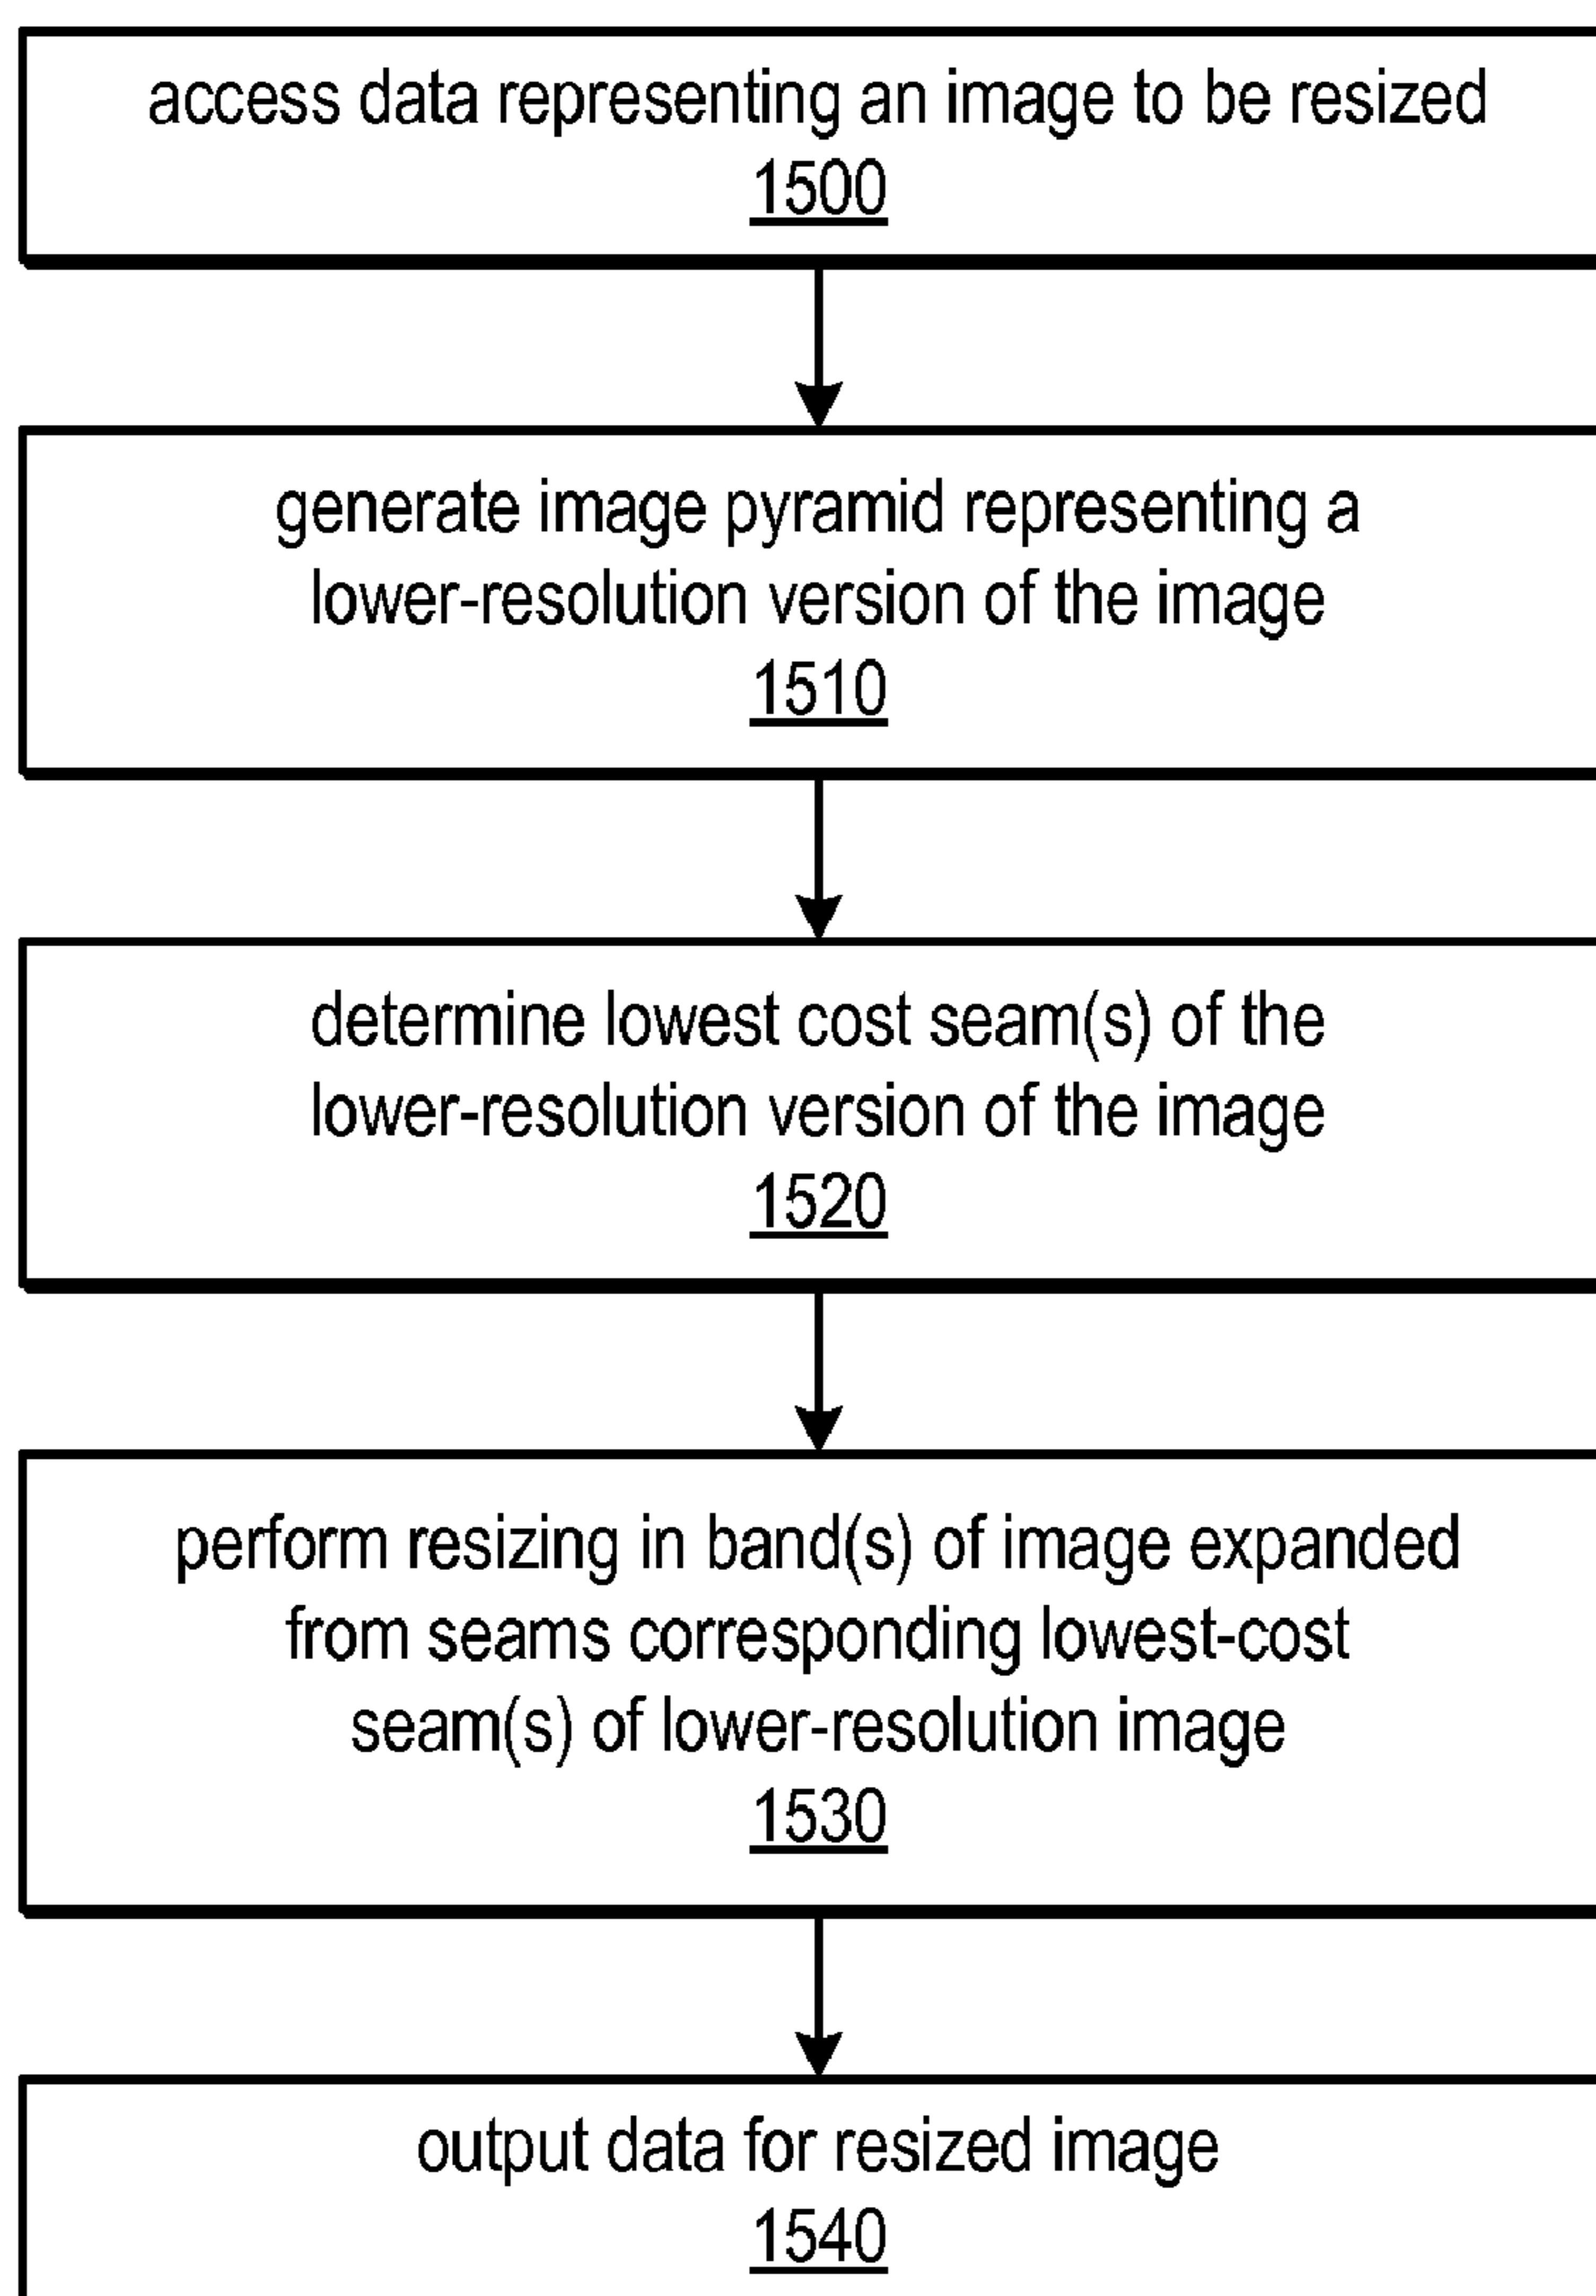 access data representing an image to be resized
1500
generate image pyramid representing a
lower-resolution version of the image
1510
determine lowest cost seam(s) of the
lower-resolution version of the image
1520
perform resizing in band(s) of image expanded
from seams corresponding lowest-cost
seam(s) of lower-resolution image
1530
output data for resized image
1540